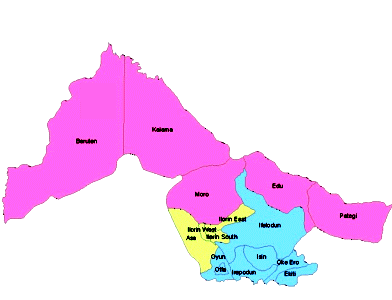 Kaiama
Baruten
Edu
Moro
Patigi
Ilorin East
Ifelodun
Ilorin West
Ilorin South
Asa
Oyun
Isin
Oke Ero
Offa
Irepodun
Ekiti